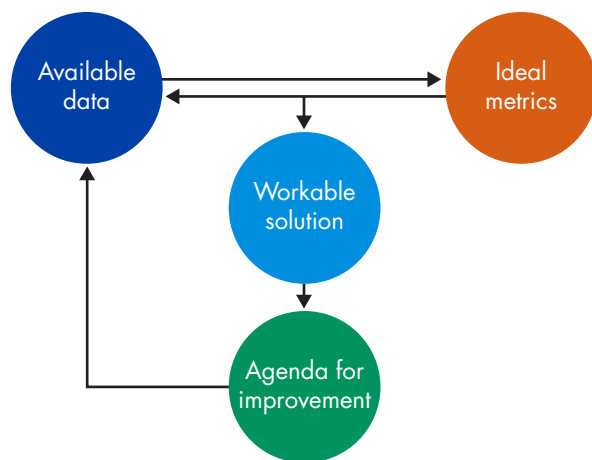 Available
data
Ideal
metrics
Workable
solution
Agenda for
improvement